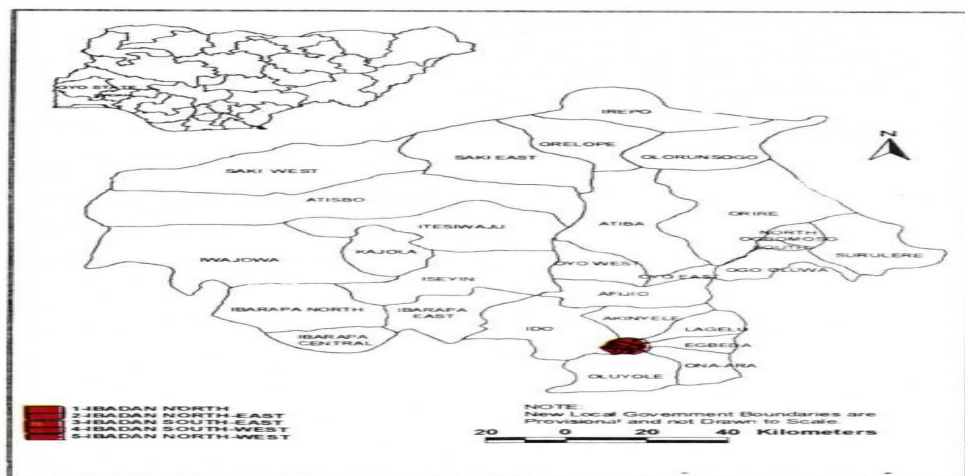 OYO STATE
IREPO
ORELOPE
SAKI EAST
OLORUNSOGO
N
SAKI WEST
ATISBO
ITESIWAJU
ATIBA
ORIRE
NORTH
OGBOMOSO
SOUTH
SURULERE
KAJOLA
IWAJOWA
OYO WEST
OYO EAST
OGO OLUWA
ISEYIN
AFIJIO
IBARAPA NORTH
IBARAPA
EAST
IDO
AKINYELE
LAGELU
IBARAPA
CENTRAL
EGBEDA
ONA-ARA
OLUYOLE
1-IBADAN NORTH
2-IBADAN NORTH-EAST
3-IBADAN SOUTH-EAST
4-IBADAN SOUTH-WEST
5-IBADAN NORTH-WEST
NOTE:
New Local Government Boundaries are
Provisional and not Drawn to Scale.
20 0 20 40 Kilometers